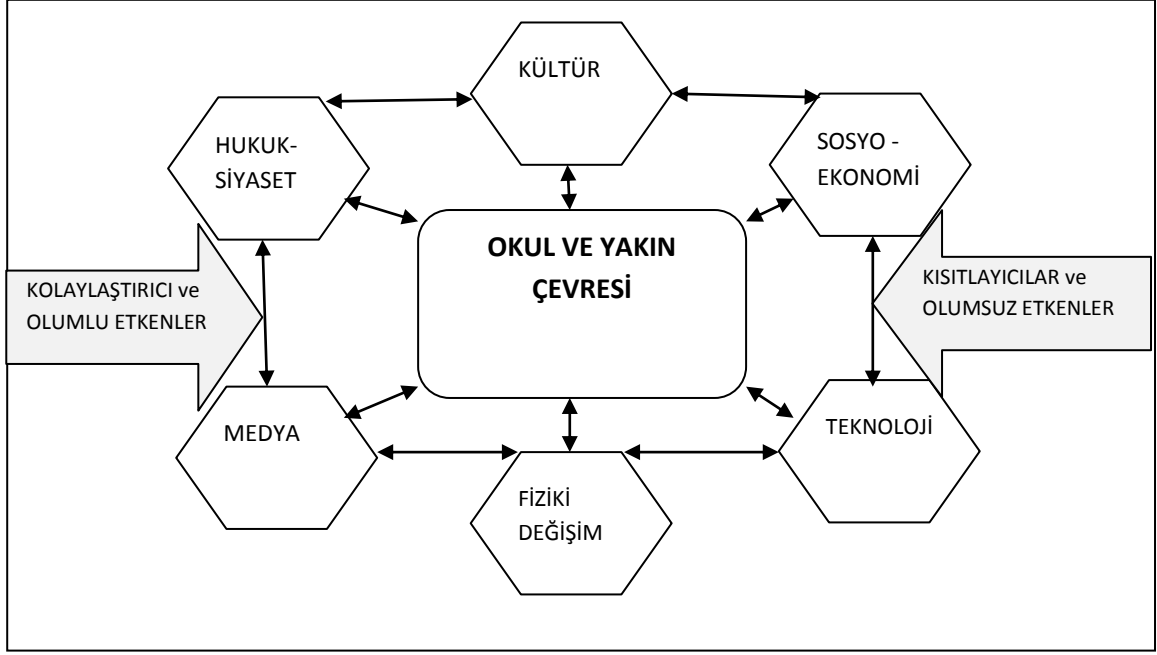 KÜLTÜR
HUKUK-
SİYASET
SOSYO -
EKONOMİ
OKUL VE YAKIN
ÇEVRESİ
KOLAYLAŞTIRICI ve
OLUMLU ETKENLER
KISITLAYICILAR ve
OLUMSUZ ETKENLER
MEDYA
TEKNOLOJİ
FİZİKİ
DEĞİŞİM